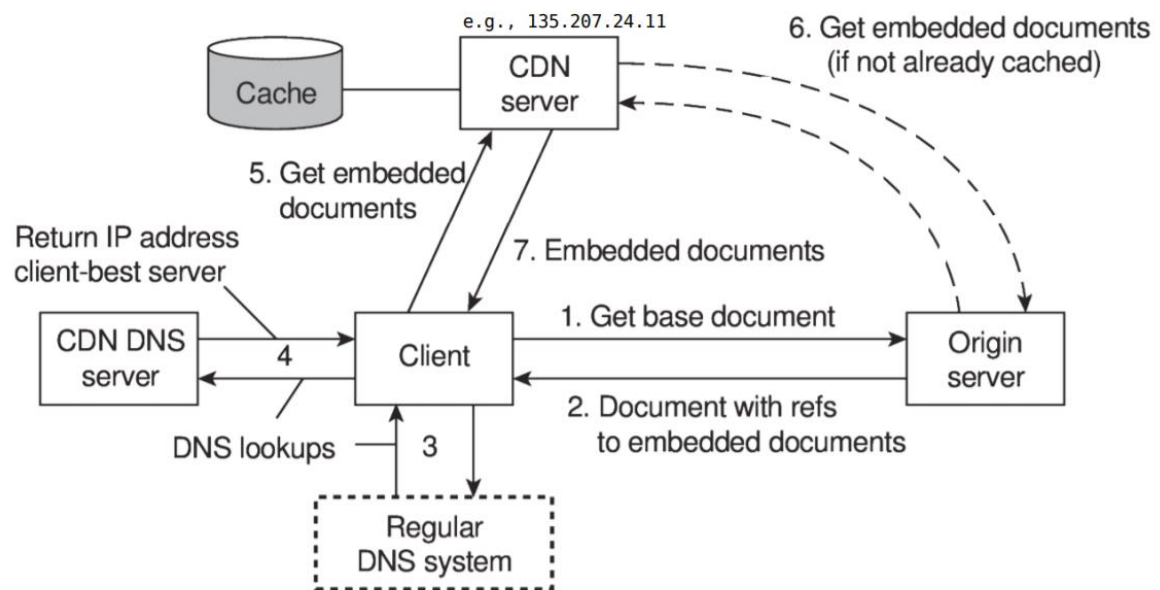 e.g., 135.207.24.11
6. Get embedded documents
(if not already cached)
CDN
server
Cache
5. Get embedded
documents
Return IP address
client-best server
7. Embedded documents
1. Get base document
CDN DNS
server
4
Client
Origin
server
2. Document with refs
to embedded documents
DNS lookups
3
Regular
DNS system